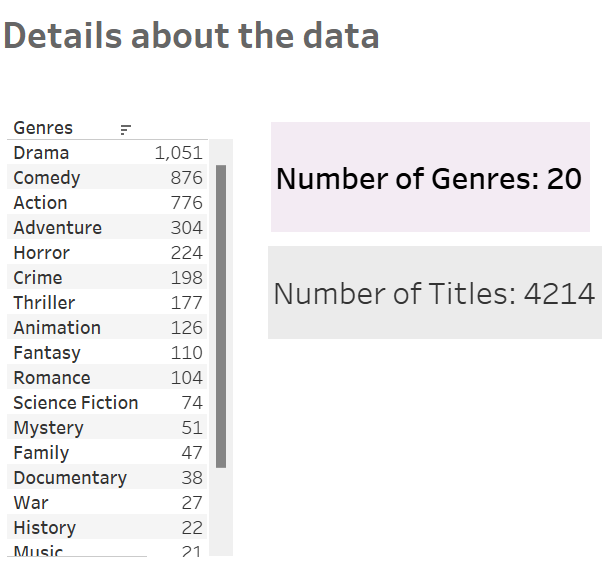 Details about the data
Genres
Drama 1,051
Comedy 876
Action 776
Adventure 304
Horror 224
Crime 198
Thriller 177
Animation 126
Fantasy 110
Romance 104
Science Fiction 74
Mystery 51
Family 47
Documentary 38
War 27
History 22
Music 21
Number of Genres: 20
Number of Titles: 4214